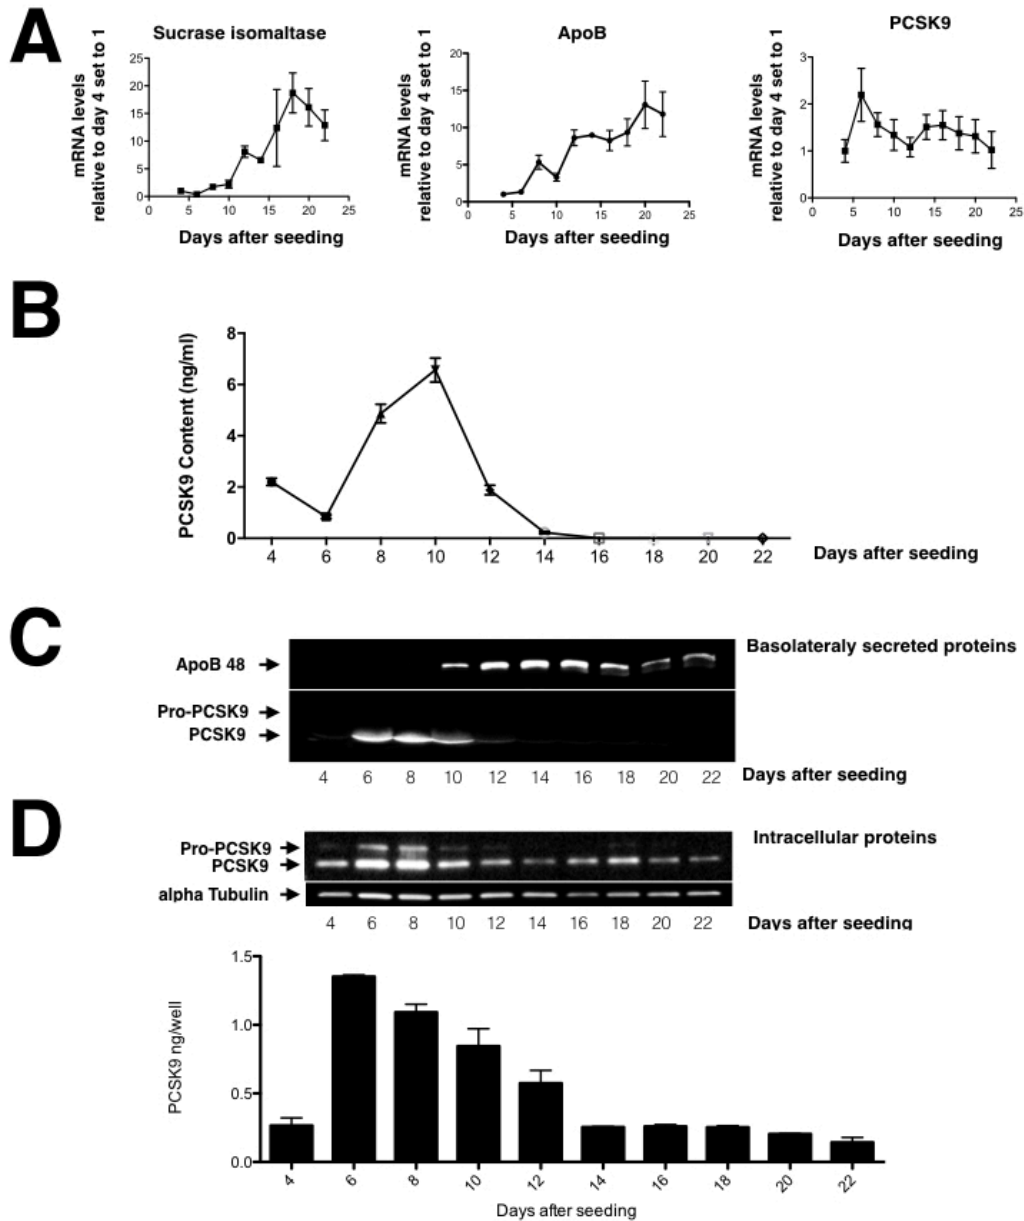 A
Sucrase isomaltase
mRNA levels
relative to day 4 set to 1
25
20
15
10
5
0
0 5 10 15 20 25
Days after seeding
ApoB
mRNA levels
relative to day 4 set to 1
20
15
10
5
0
0 5 10 15 20 25
Days after seeding
PCSK9
mRNA levels
relative to day 4 set to 1
3
2
1
0
0 5 10 15 20 25
Days after seeding
B
PCSK9 Content (ng/ml)
8
6
4
2
0
4 6 8 10 12 14 16 18 20 22
Days after seeding
C
Basolateraly secreted proteins
ApoB 48
Pro-PCSK9
PCSK9
4 6 8 10 12 14 16 18 20 22 Days after seeding
D
Intracellular proteins
Pro-PCSK9
PCSK9
alpha Tubulin
4 6 8 10 12 14 16 18 20 22 Days after seeding
PCSK9 ng/well
1.5
1.0
0.5
0.0
4 6 8 10 12 14 16 18 20 22
Days after seeding